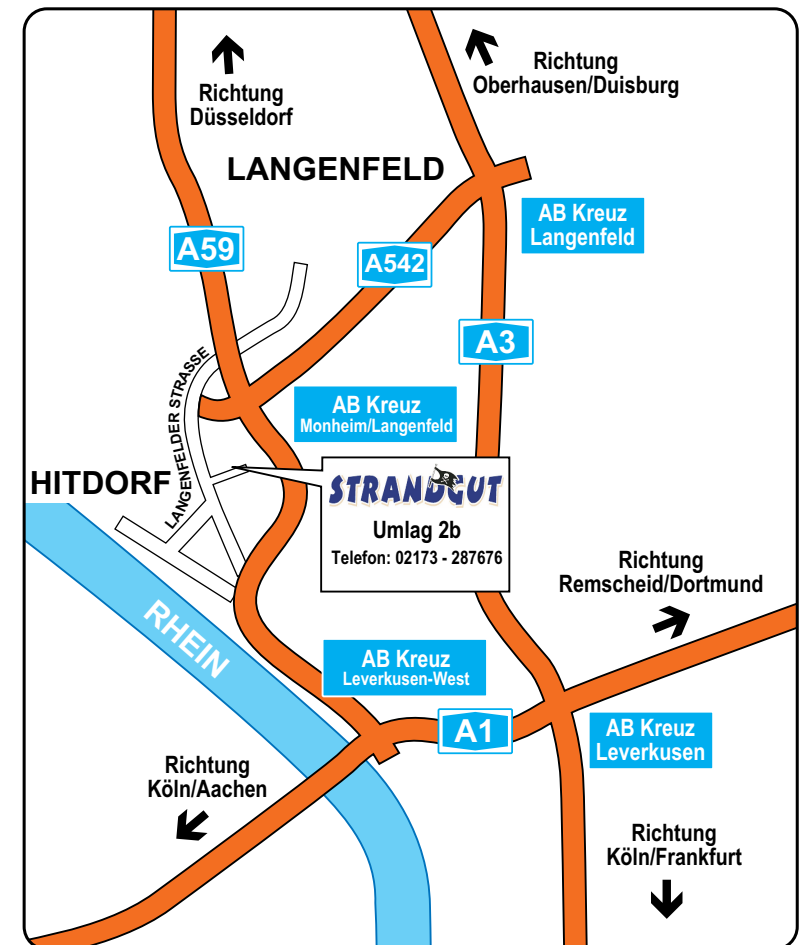 Richtung
Düsseldorf
Richtung
Oberhausen/Duisburg
LANGENFELD
AB Kreuz
Langenfeld
A59
A542
A3
LANGENFELDER STRASSE
AB Kreuz
Monheim/Langenfeld
HITDORF
STRANDGUT
Umlag 2b
Telefon: 02173 - 287676
Richtung
Remscheid/Dortmund
RHEIN
AB Kreuz
Leverkusen-West
A1
AB Kreuz
Leverkusen
Richtung
Köln/Aachen
Richtung
Köln/Frankfurt